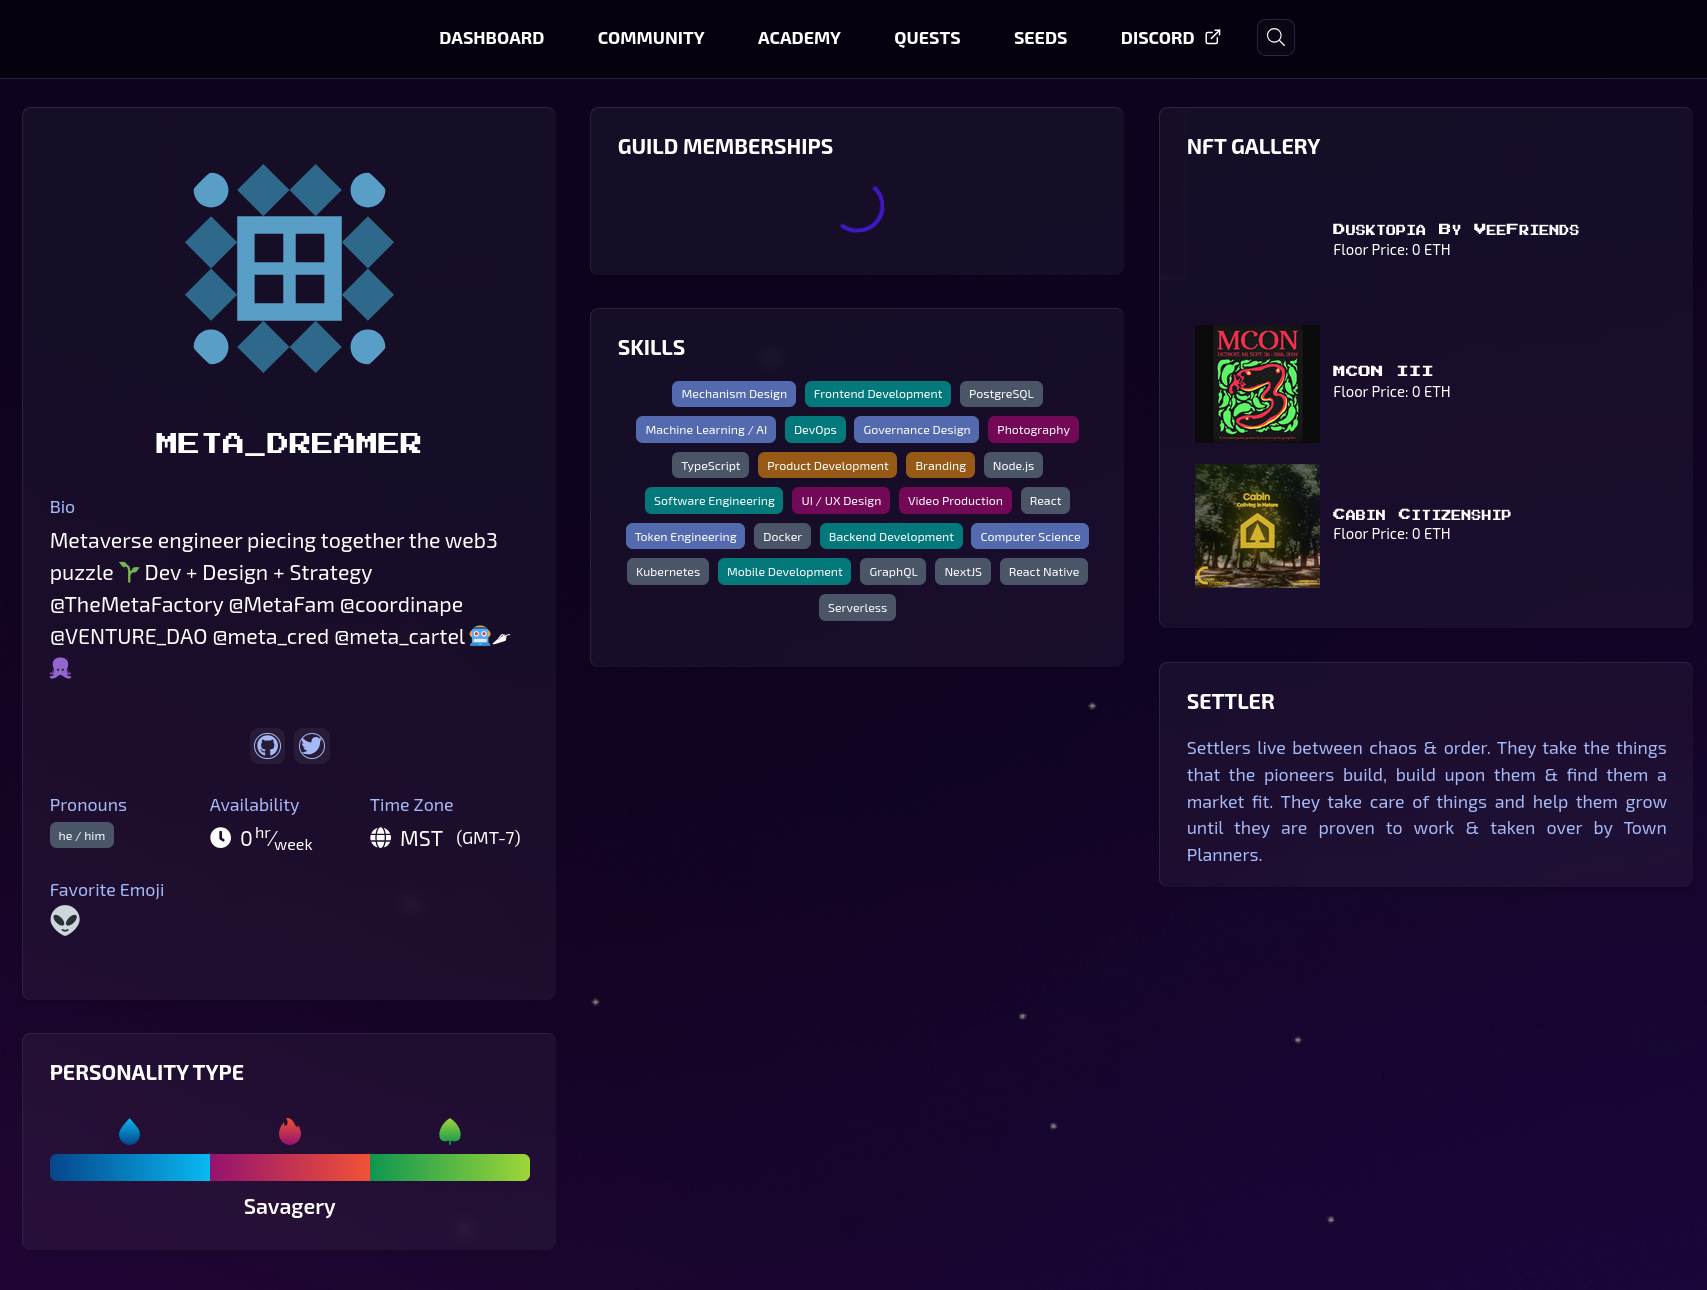 DASHBOARD COMMUNITY ACADEMY QUESTS SEEDS DISCORD
META_DREAMER
Bio
Metaverse engineer piecing together the web3
puzzle 🌱 Dev + Design + Strategy
@TheMetaFactory @MetaFam @coordinape
@VENTURE_DAO @meta_cred @meta_cartel 🤖🌶
🐙
Pronouns Availability Time Zone
he / him 0 hr/week MST (GMT-7)
Favorite Emoji
👽
PERSONALITY TYPE
Savagery
GUILD MEMBERSHIPS
SKILLS
Mechanism Design Frontend Development PostgreSQL
Machine Learning / AI DevOps Governance Design Photography
TypeScript Product Development Branding Node.js
Software Engineering UI / UX Design Video Production React
Token Engineering Docker Backend Development Computer Science
Kubernetes Mobile Development GraphQL NextJS React Native
Serverless
NFT GALLERY
Dusktopia By VeeFriends
Floor Price: 0 ETH
MCON
MCON III
Floor Price: 0 ETH
Cabin
Coliving in Nature
Cabin Citizenship
Floor Price: 0 ETH
SETTLER
Settlers live between chaos & order. They take the things
that the pioneers build, build upon them & find them a
market fit. They take care of things and help them grow
until they are proven to work & taken over by Town
Planners.